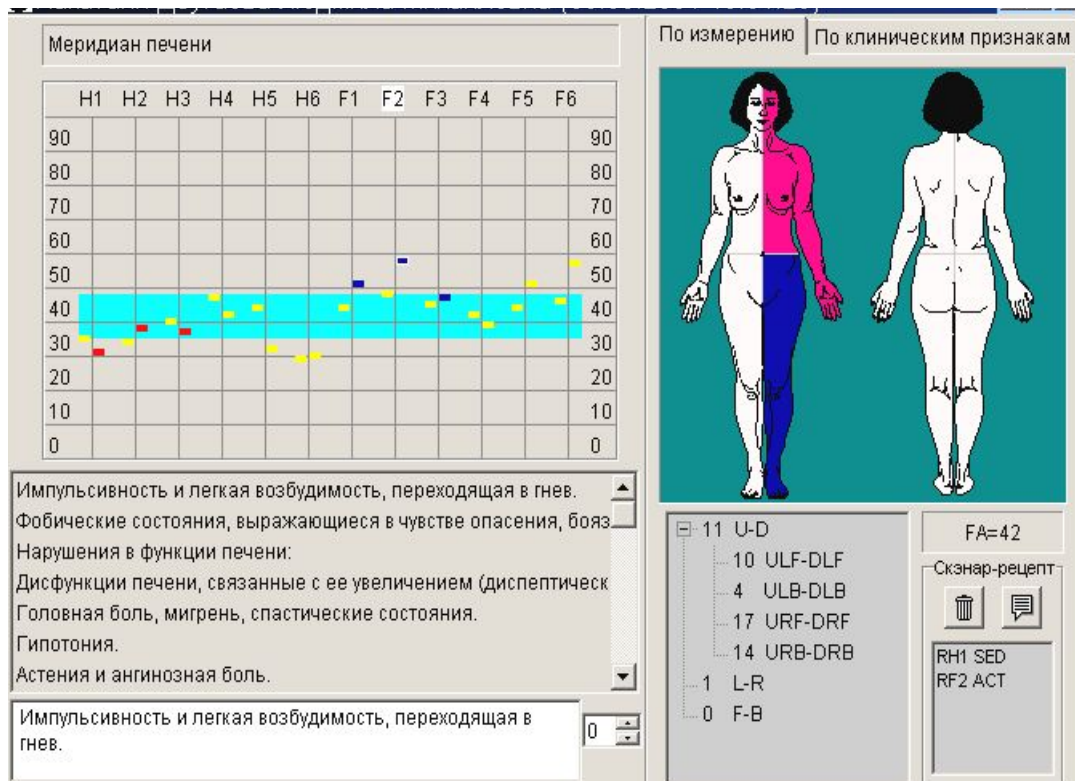 Меридиан печени
По измерению
По клиническим признакам
H1 H2 H3 H4 H5 H6 F1 F2 F3 F4 F5 F6
90 90
80 80
70 70
60 60
50 50
40 40
30 30
20 20
10 10
0 0
Импульсивность и легкая возбудимость, переходящая в гнев.
Фобические состояния, выражающиеся в чувстве опасения, бояз
Нарушения в функции печени:
Дисфункции печени, связанные с ее увеличением (диспептическ
Головная боль, мигрень, спастические состояния.
Гипотония.
Астения и ангинозная боль.
Импульсивность и легкая возбудимость, переходящая в
гнев.
0
11 U-D
10 ULF-DLF
4 ULB-DLB
17 URF-DRF
14 URB-DRB
1 L-R
0 F-B
FA=42
Скэнар-рецепт
RH1 SED
RF2 ACT